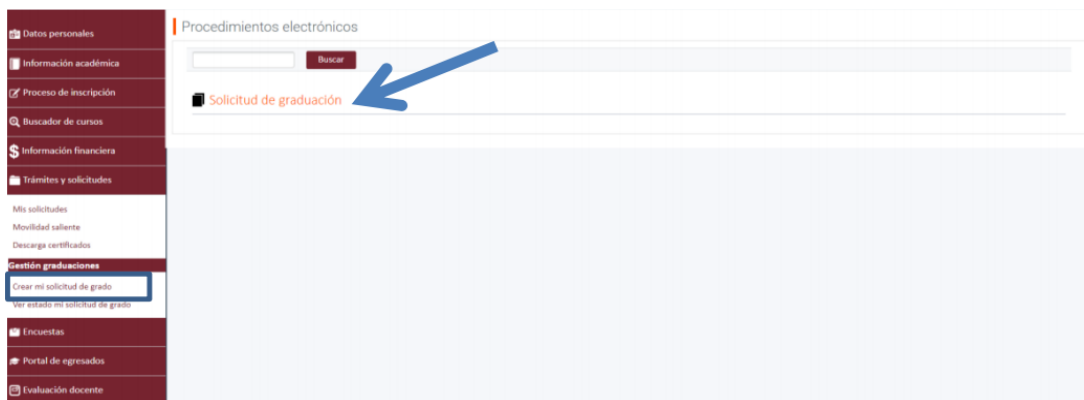 Datos personales
Información académica
Proceso de inscripción
Buscador de cursos
Información financiera
Trámites y solicitudes
Mis solicitudes
Movilidad saliente
Descarga certificados
Gestión graduaciones
Crear mi solicitud de grado
Ver estado mi solicitud de grado
Encuestas
Portal de egresados
Evaluación docente
Procedimientos electrónicos
Buscar
Solicitud de graduación